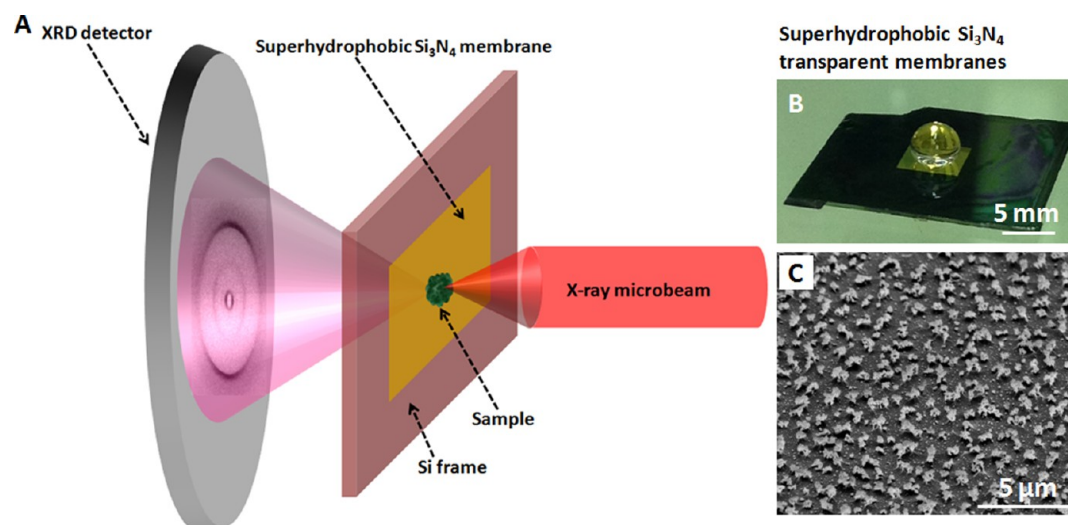 A
XRD detector
Superhydrophobic Si₃N₄ membrane
X-ray microbeam
Sample
Si frame
Superhydrophobic Si₃N₄
transparent membranes
B
5 mm
C
5 µm